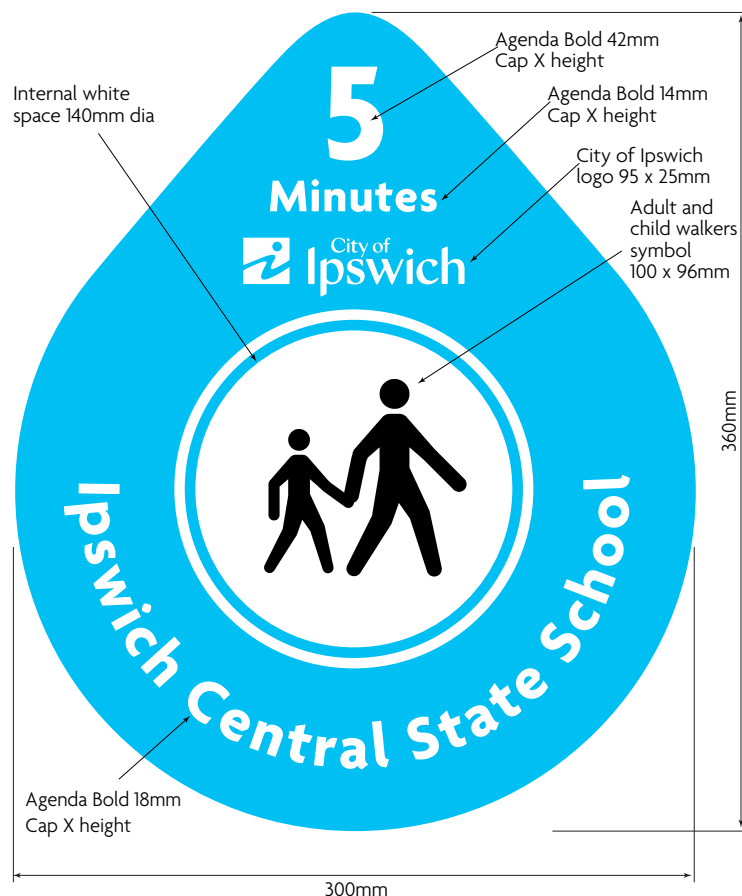 Agenda Bold 42mm
Cap X height
Internal white
space 140mm dia
5
Agenda Bold 14mm
Cap X height
Minutes
City of Ipswich
logo 95 x 25mm
City of
Ipswich
Adult and
child walkers
symbol
100 x 96mm
360mm
Ipswich Central State School
Agenda Bold 18mm
Cap X height
300mm